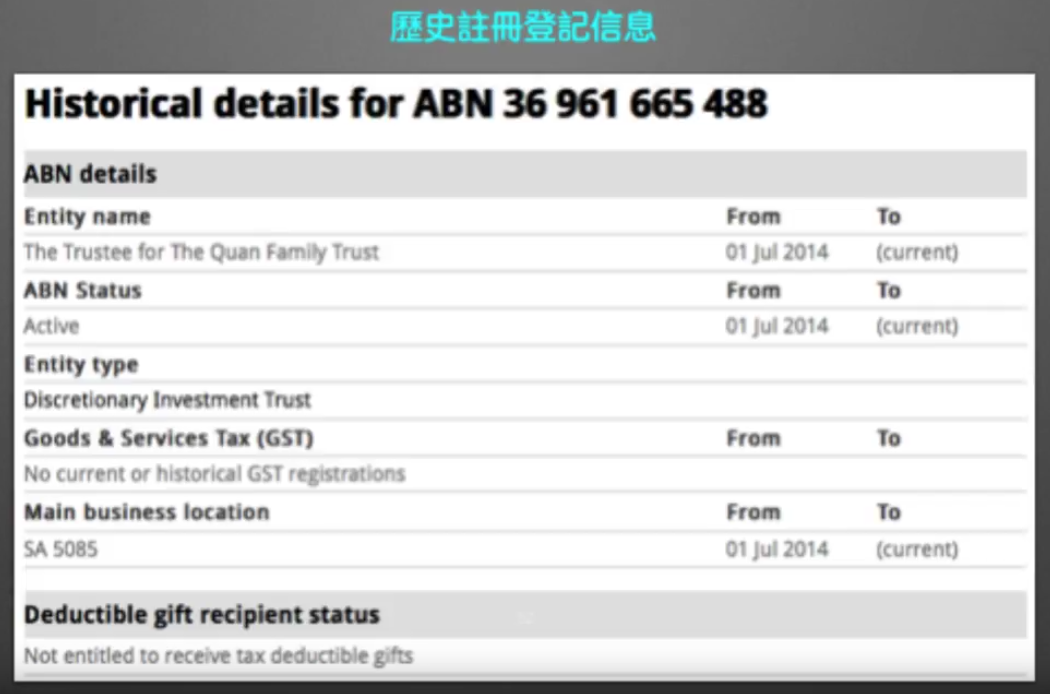 歷史註冊登記信息
Historical details for ABN 36 961 665 488
ABN details
Entity name From To
The Trustee for The Quan Family Trust 01 Jul 2014 (current)
ABN Status From To
Active 01 Jul 2014 (current)
Entity type
Discretionary Investment Trust
Goods & Services Tax (GST) From To
No current or historical GST registrations
Main business location From To
SA 5085 01 Jul 2014 (current)
Deductible gift recipient status
Not entitled to receive tax deductible gifts